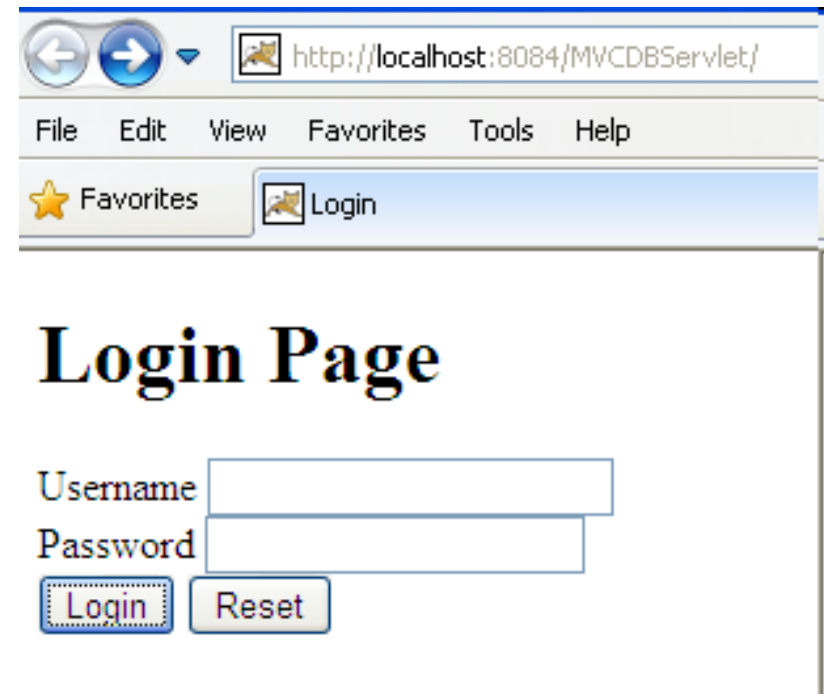 http://localhost:8084/MVCDBServlet/
File Edit View Favorites Tools Help
Favorites Login
Login Page
Username
Password
Login Reset